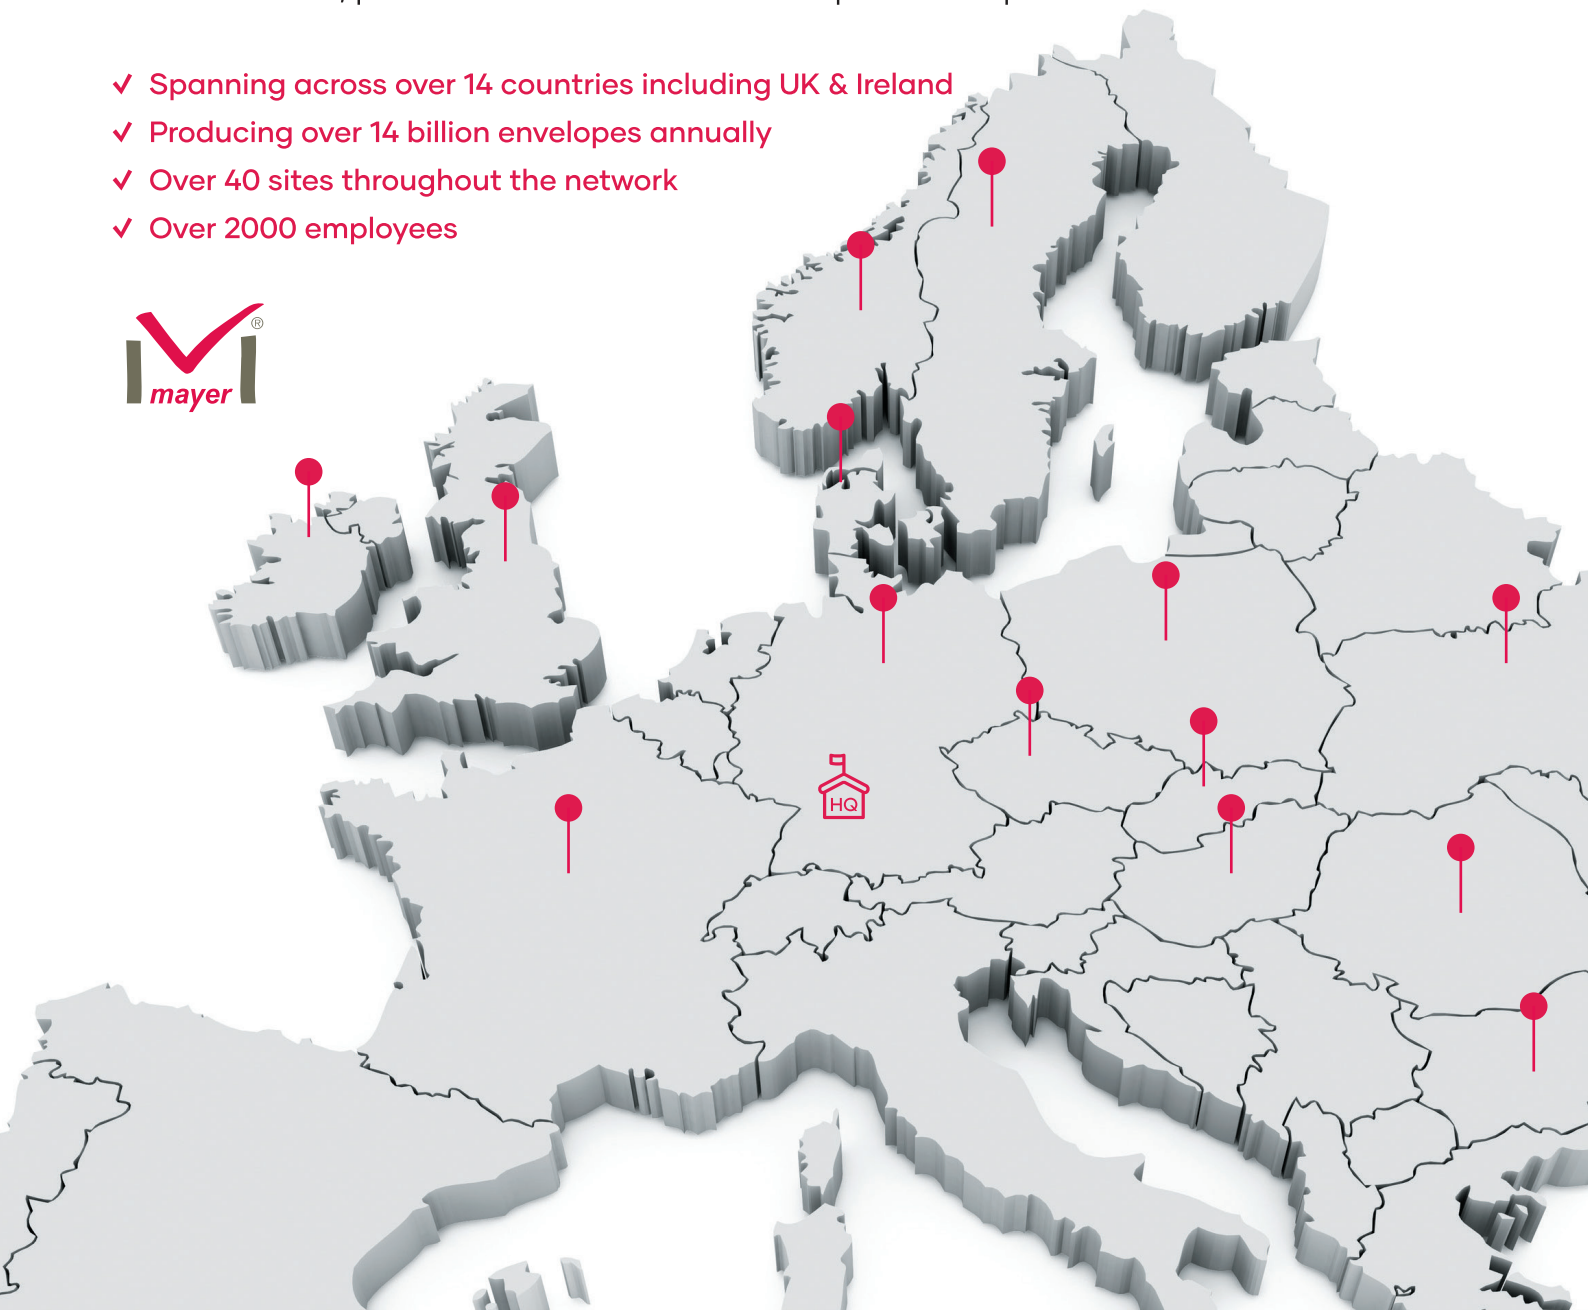 Spanning across over 14 countries including UK & Ireland
Producing over 14 billion envelopes annually
Over 40 sites throughout the network
Over 2000 employees
®
mayer
HQ